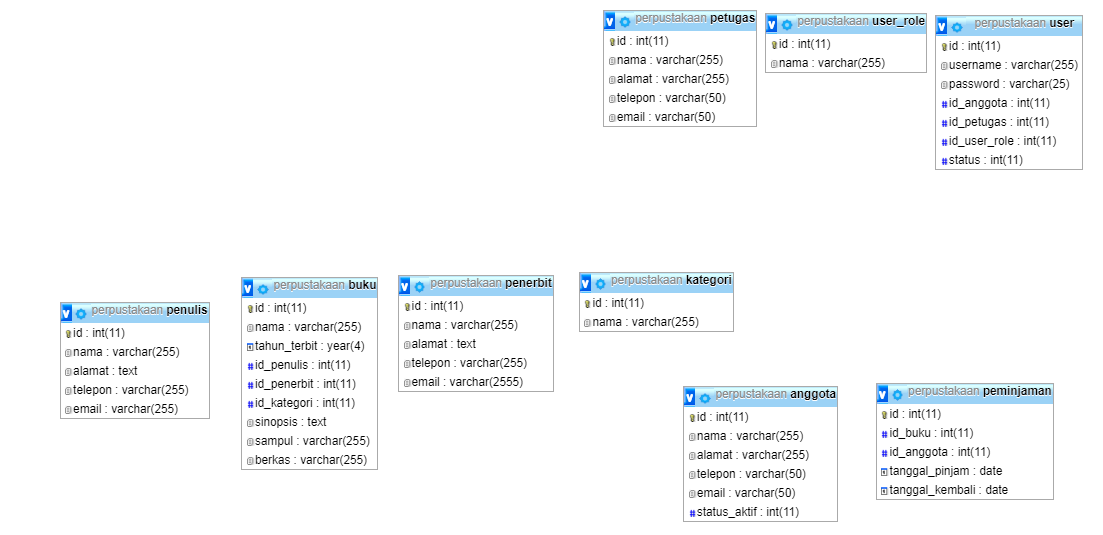 perpustakaan petugas
id : int(11)
nama : varchar(255)
alamat : varchar(255)
telepon : varchar(50)
email : varchar(50)
perpustakaan user_role
id : int(11)
nama : varchar(255)
perpustakaan user
id : int(11)
username : varchar(255)
password : varchar(25)
id_anggota : int(11)
id_petugas : int(11)
id_user_role : int(11)
status : int(11)
perpustakaan penulis
id : int(11)
nama : varchar(255)
alamat : text
telepon : varchar(255)
email : varchar(255)
perpustakaan buku
id : int(11)
nama : varchar(255)
tahun_terbit : year(4)
id_penulis : int(11)
id_penerbit : int(11)
id_kategori : int(11)
sinopsis : text
sampul : varchar(255)
berkas : varchar(255)
perpustakaan penerbit
id : int(11)
nama : varchar(255)
alamat : text
telepon : varchar(255)
email : varchar(2555)
perpustakaan kategori
id : int(11)
nama : varchar(255)
perpustakaan anggota
id : int(11)
nama : varchar(255)
alamat : varchar(255)
telepon : varchar(50)
email : varchar(50)
status_aktif : int(11)
perpustakaan peminjaman
id : int(11)
id_buku : int(11)
id_anggota : int(11)
tanggal_pinjam : date
tanggal_kembali : date